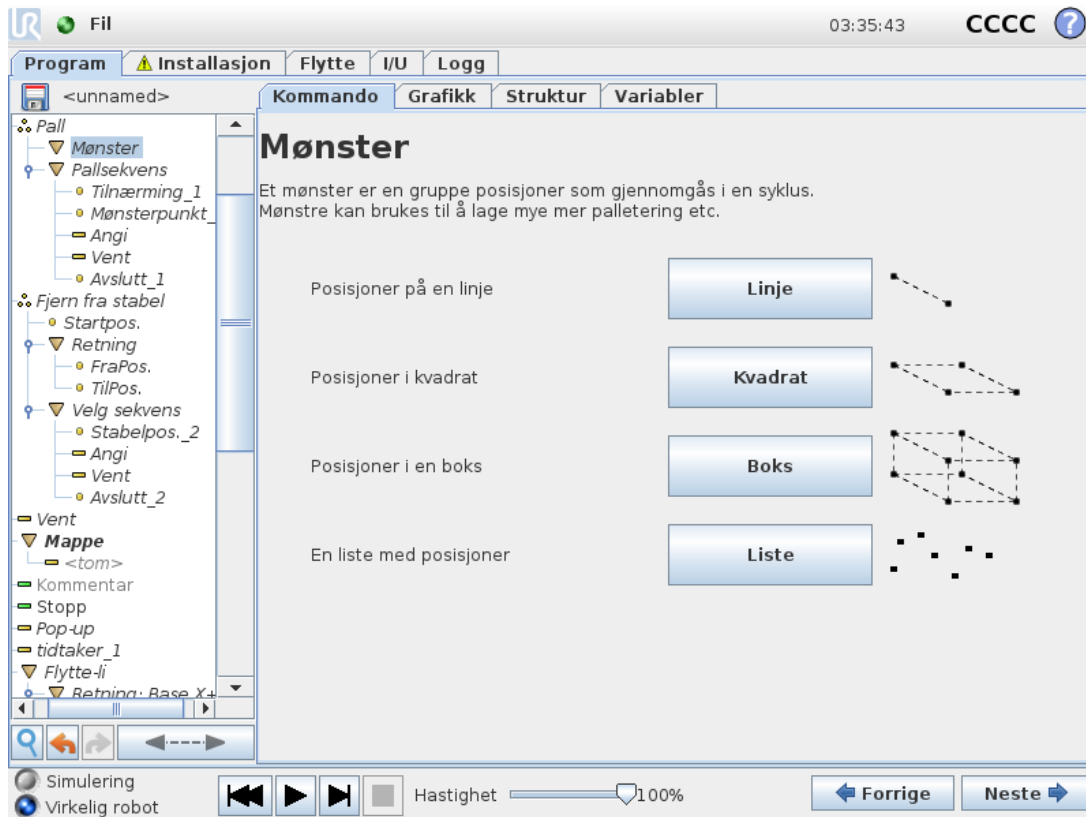 UR Fil 03:35:43 CCCC ?
Program Installasjon Flytte I/U Logg
<unnamed>
Kommando Grafikk Struktur Variabler
Pall
Mønster
Pallsekvens
Tilnærming_1
Mønsterpunkt_
Angi
Vent
Avslutt_1
Fjern fra stabel
Startpos.
Retning
FraPos.
TilPos.
Velg sekvens
Stabelpos._2
Angi
Vent
Avslutt_2
Vent
Mappe
<tom>
Kommentar
Stopp
Pop-up
tidtaker_1
Flytte-li
Retning: Base X+
Mønster
Et mønster er en gruppe posisjoner som gjennomgås i en syklus.
Mønstre kan brukes til å lage mye mer palletering etc.
Posisjoner på en linje Linje
Posisjoner i kvadrat Kvadrat
Posisjoner i en boks Boks
En liste med posisjoner Liste
Simulering
Virkelig robot
Hastighet 100%
Forrige Neste